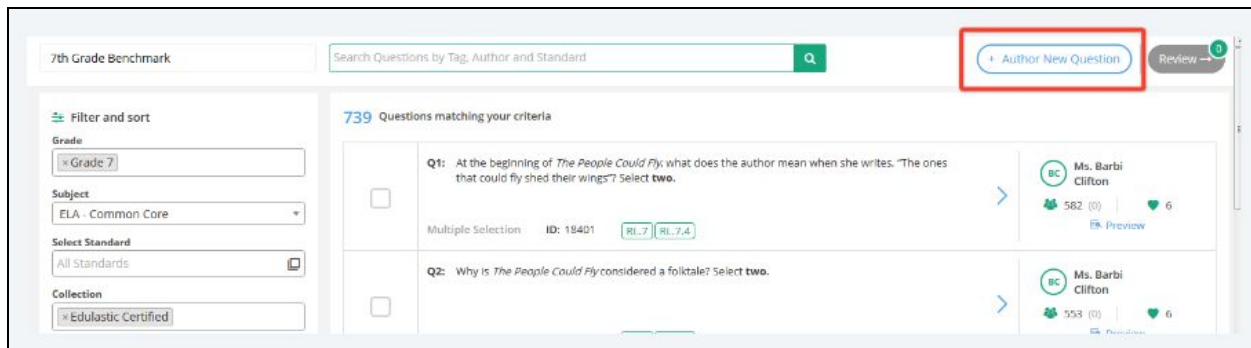 7th Grade Benchmark
Search Questions by Tag, Author and Standard
+ Author New Question
Review →
0
Filter and sort
Grade
× Grade 7
Subject
ELA - Common Core
Select Standard
All Standards
Collection
× Edulastic Certified
739 Questions matching your criteria
Q1: At the beginning of The People Could Fly, what does the author mean when she writes. "The ones
that could fly shed their wings"? Select two.
Multiple Selection ID: 18401 RL.7 RL.7.4
BC Ms. Barbi
Clifton
582 (0) 6
Preview
Q2: Why is The People Could Fly considered a folktale? Select two.
BC Ms. Barbi
Clifton
553 (0) 6